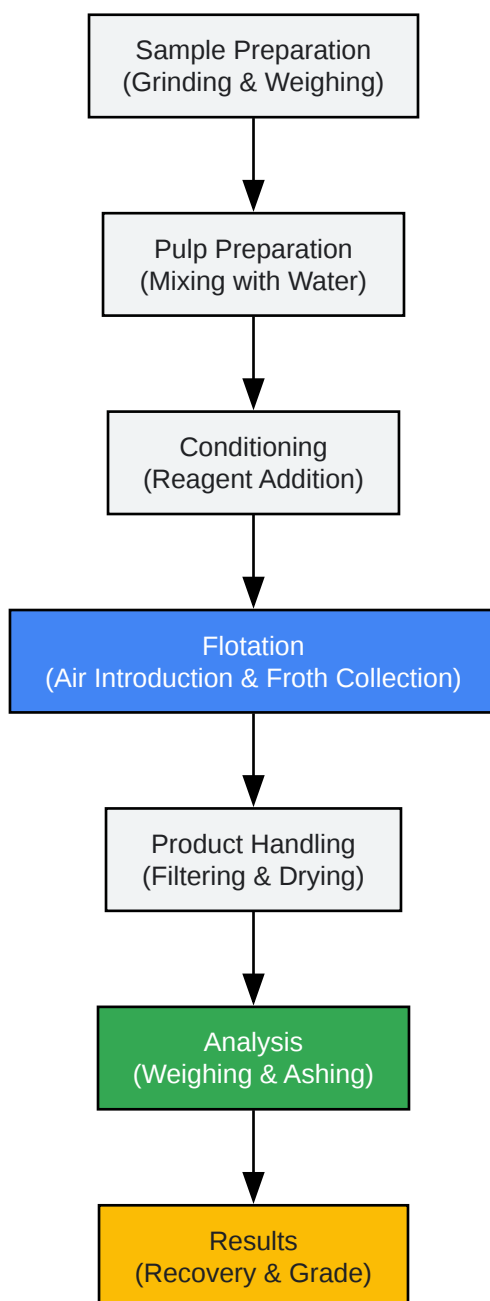 Sample Preparation
(Grinding & Weighing)
Pulp Preparation
(Mixing with Water)
Conditioning
(Reagent Addition)
Flotation
(Air Introduction & Froth Collection)
Product Handling
(Filtering & Drying)
Analysis
(Weighing & Ashing)
Results
(Recovery & Grade)